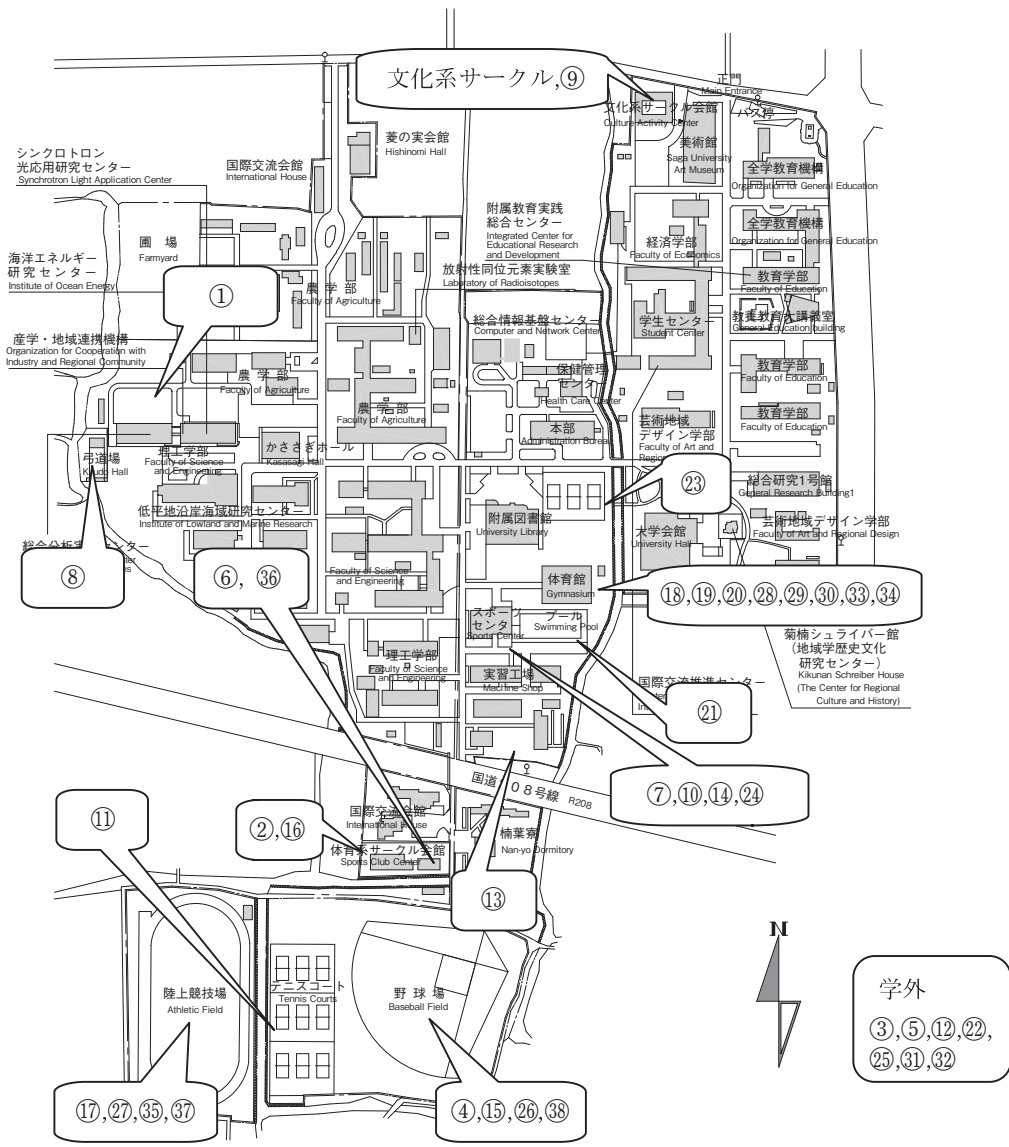 文化系サークル,⑨
正門
Main Entrance
バス停
文化系サークル会館
Culture Activity Center
美術館
Saga University
Art Museum
菱の実会館
Hishinomi Hall
国際交流会館
International House
シンクロトロン
光応用研究センター
Synchrotron Light Application Center
全学教育機構
Organization for General Education
全学教育機構
Organization for General Education
附属教育実践
総合センター
Integrated Center for
Educational Research
and Development
圃場
Farmyard
経済学部
Faculty of Economics
海洋エネルギー
研究センター
Institute of Ocean Energy
①
農学部
Faculty of Agriculture
放射性同位元素実験室
Laboratory of Radioisotopes
教育学部
Faculty of Education
教養教育大講義室
General Education building
総合情報基盤センター
Computer and Network Center
学生センター
Student Center
産学・地域連携機構
Organization for Cooperation with
Industry and Regional Community
農学部
Faculty of Agriculture
保健管理
センター
Health Care Center
教育学部
Faculty of Education
農学部
Faculty of Agriculture
本部
Administration Bureau
芸術地域
デザイン学部
Faculty of Art and
教育学部
Faculty of Education
弓道場
Kyudo Hall
理工学部
Faculty of Science
and Engineering
かささぎホール
Kasasagi Hall
㉓
総合研究1号館
General Research Building1
低平地沿岸海域研究センター
Institute of Lowland and Marine Research
附属図書館
University Library
大学会館
University Hall
芸術地域デザイン学部
Faculty of Art and Regional Design
⑧
⑥, ㊱
Faculty of Science
and Engineering
体育館
Gymnasium
⑱,⑲,⑳,㉘,㉙,㉚,㉝,㉞
スポーツ
センター
Sports Center
プール
Swimming Pool
菊楠シュライバー館
(地域学歴史文化
研究センター)
Kikunan Schreiber House
(The Center for Regional
Culture and History)
理工学部
Faculty of Science
and Engineering
実習工場
Machine Shop
国際交流推進センター
㉑
国道208号線 R208
⑦,⑩,⑭,㉔
⑪
②,⑯
国際交流会館
International House
体育系サークル会館
Sports Club Center
楠葉寮
Nan-yo Dormitory
⑬
N
陸上競技場
Athletic Field
テニスコート
Tennis Courts
野球場
Baseball Field
学外
③,⑤,⑫,㉒,
㉕,㉛,㉜
⑰,㉗,㉟,㊲
④,⑮,㉖,㊳